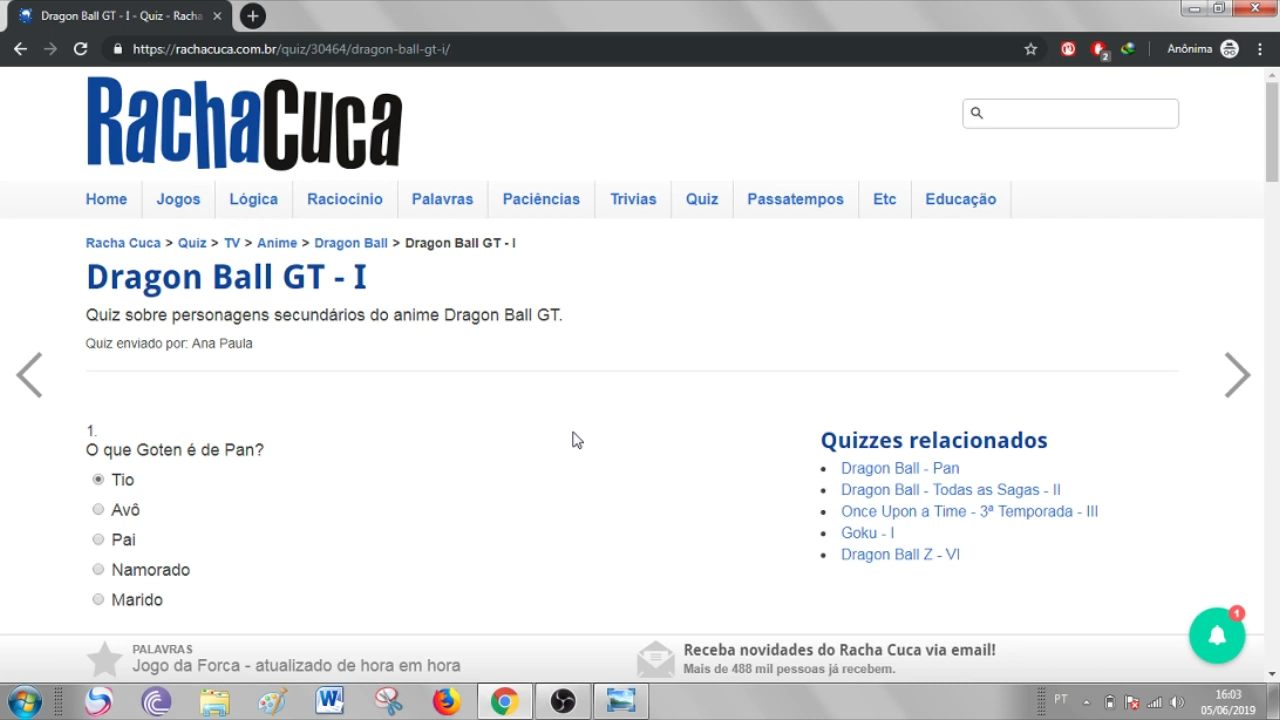 Dragon Ball GT - I - Quiz - Racha
https://rachacuca.com.br/quiz/30464/dragon-ball-gt-i/
2
Anônima
RachaCuca
Home Jogos Lógica Raciocínio Palavras Paciências Trivias Quiz Passatempos Etc Educação
Racha Cuca > Quiz > TV > Anime > Dragon Ball > Dragon Ball GT - I
Dragon Ball GT - I
Quiz sobre personagens secundários do anime Dragon Ball GT.
Quiz enviado por: Ana Paula
1.
O que Goten é de Pan?
Tio
Avô
Pai
Namorado
Marido
Quizzes relacionados
Dragon Ball - Pan
Dragon Ball - Todas as Sagas - II
Once Upon a Time - 3ª Temporada - III
Goku - I
Dragon Ball Z - VI
1
PALAVRAS
Jogo da Forca - atualizado de hora em hora
Receba novidades do Racha Cuca via email!
Mais de 488 mil pessoas já recebem.
PT
16:03
05/06/2019